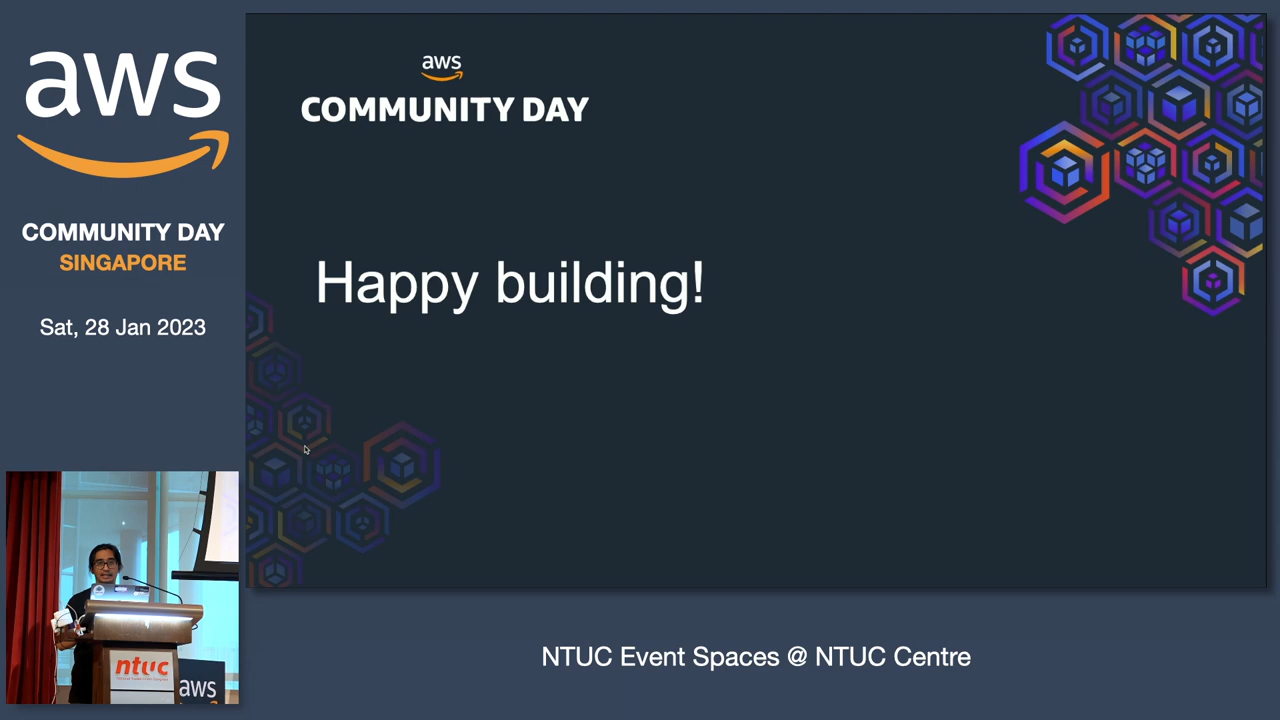 aws
COMMUNITY DAY
SINGAPORE
Sat, 28 Jan 2023
aws
COMMUNITY DAY
Happy building!
ntuc
aws
NTUC Event Spaces @ NTUC Centre